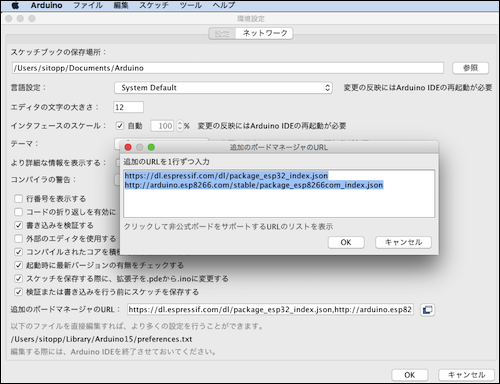 Arduino ファイル 編集 スケッチ ツール ヘルプ
環境設定
設定 ネットワーク
スケッチブックの保存場所：
/Users/sitopp/Documents/Arduino 参照
言語設定： System Default 変更の反映にはArduino IDEの再起動が必要
エディタの文字の大きさ： 12
インタフェースのスケール： 自動 100 % 変更の反映にはArduino IDEの再起動が必要
テーマ：
より詳細な情報を表示する：
コンパイラの警告：
行番号を表示する
コードの折り返しを有効に
書き込みを検証する
外部のエディタを使用する
コンパイルされたコアを積極
起動時に最新バージョンの有無をチェックする
スケッチを保存する際に、拡張子を.pdeから.inoに変更する
検証または書き込みを行う前にスケッチを保存する
追加のボードマネージャのURL： https://dl.espressif.com/dl/package_esp32_index.json,http://arduino.esp82
以下のファイルを直接編集すれば、より多くの設定を行うことができます。
/Users/sitopp/Library/Arduino15/preferences.txt
編集する際には、Arduino IDEを終了させておいてください。
OK キャンセル
追加のボードマネージャのURL
追加のURLを1行ずつ入力
https://dl.espressif.com/dl/package_esp32_index.json
http://arduino.esp8266.com/stable/package_esp8266com_index.json
クリックして非公式ボードをサポートするURLのリストを表示
OK キャンセル